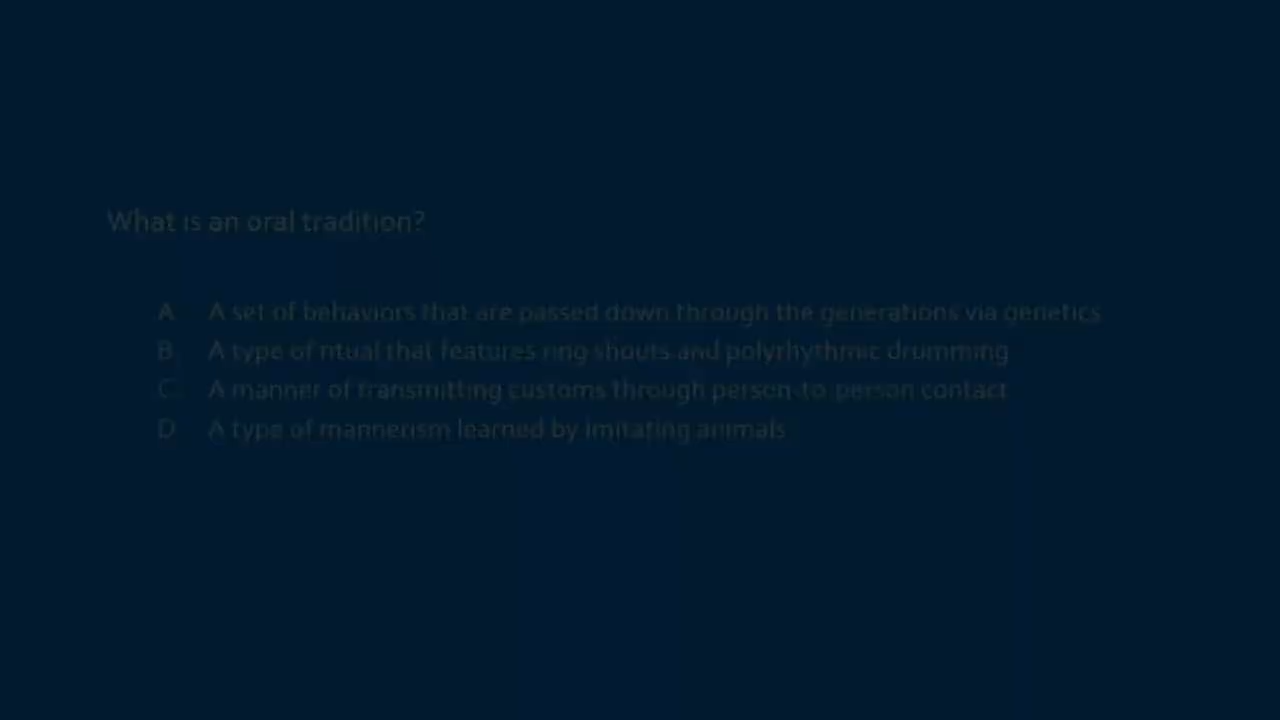 What is an oral tradition?
A. A set of behaviors that are passed down through the generations via genetics
B. A type of ritual that features ring shouts and polyrhythmic drumming
C. A manner of transmitting customs through person-to-person contact
D. A type of mannerism learned by imitating animals